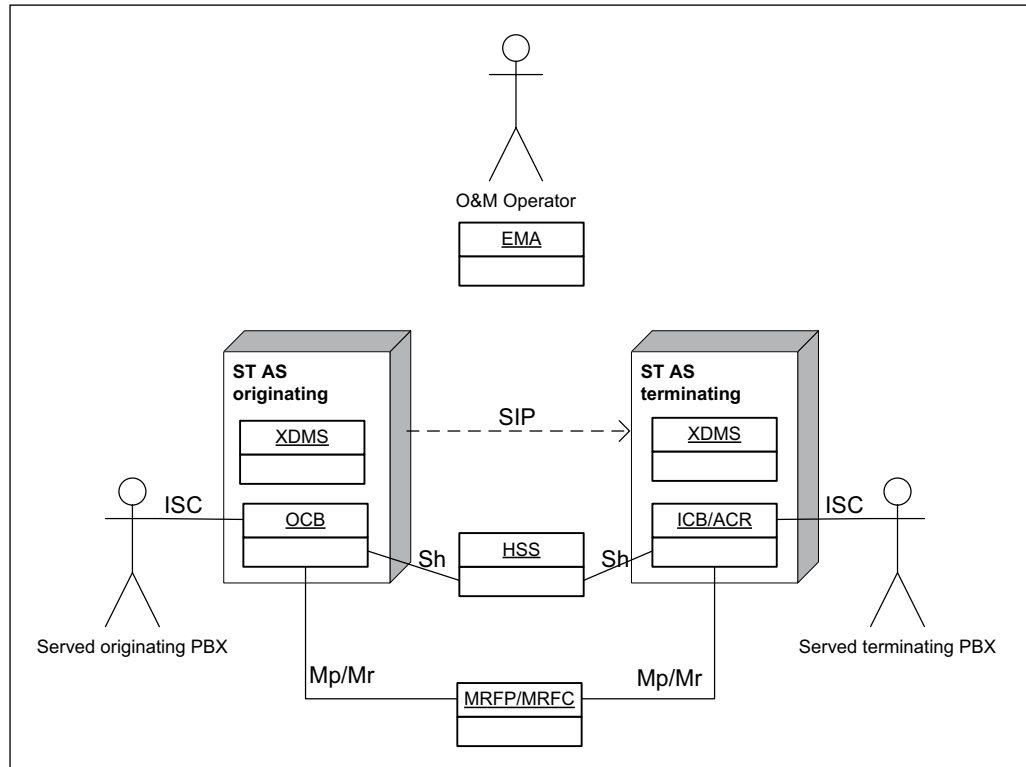 O&M Operator
EMA
ST AS
originating
ST AS
terminating
SIP
XDMS
XDMS
ISC
OCB
ICB/ACR
ISC
Sh
HSS
Sh
Served originating PBX
Served terminating PBX
Mp/Mr
Mp/Mr
MRFP/MRFC